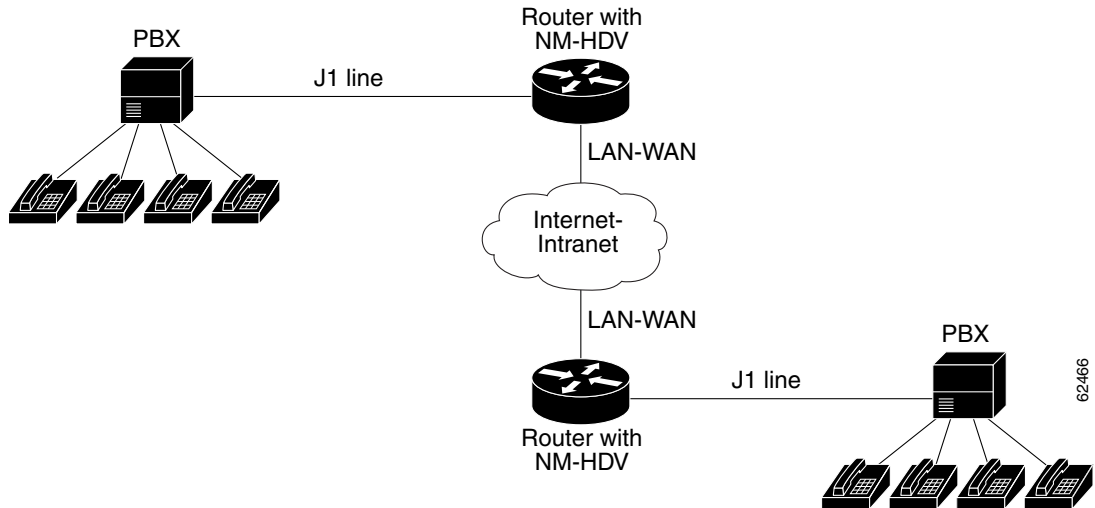 Router with
NM-HDV
PBX
J1 line
LAN-WAN
Internet-
Intranet
LAN-WAN
PBX
J1 line
Router with
NM-HDV
62466